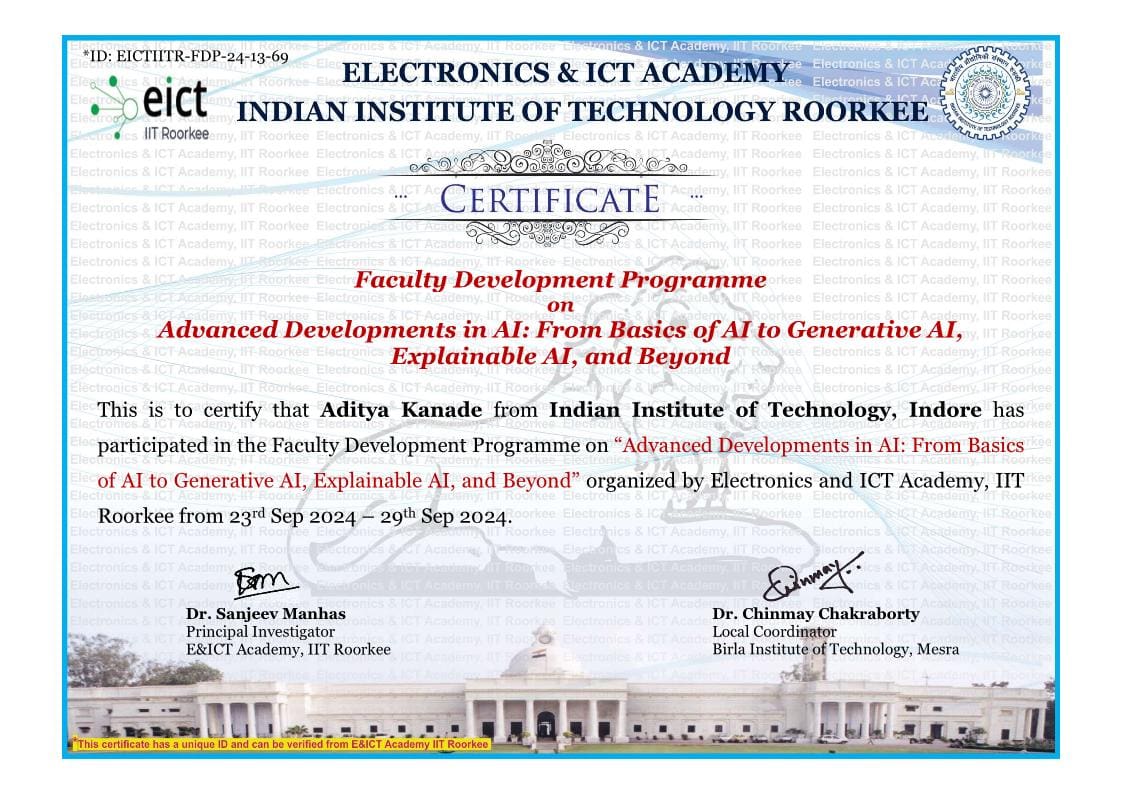 *ID: EICTIITR-FDP-24-13-69
eict
IIT Roorkee
ELECTRONICS & ICT ACADEMY
INDIAN INSTITUTE OF TECHNOLOGY ROORKEE
... CERTIFICATE ...
Faculty Development Programme
on
Advanced Developments in AI: From Basics of AI to Generative AI,
Explainable AI, and Beyond
This is to certify that Aditya Kanade from Indian Institute of Technology, Indore has
participated in the Faculty Development Programme on “Advanced Developments in AI: From Basics
of AI to Generative AI, Explainable AI, and Beyond” organized by Electronics and ICT Academy, IIT
Roorkee from 23rd Sep 2024 – 29th Sep 2024.
Chinmay
Dr. Sanjeev Manhas
Principal Investigator
E&ICT Academy, IIT Roorkee
Dr. Chinmay Chakraborty
Local Coordinator
Birla Institute of Technology, Mesra
*This certificate has a unique ID and can be verified from E&ICT Academy IIT Roorkee